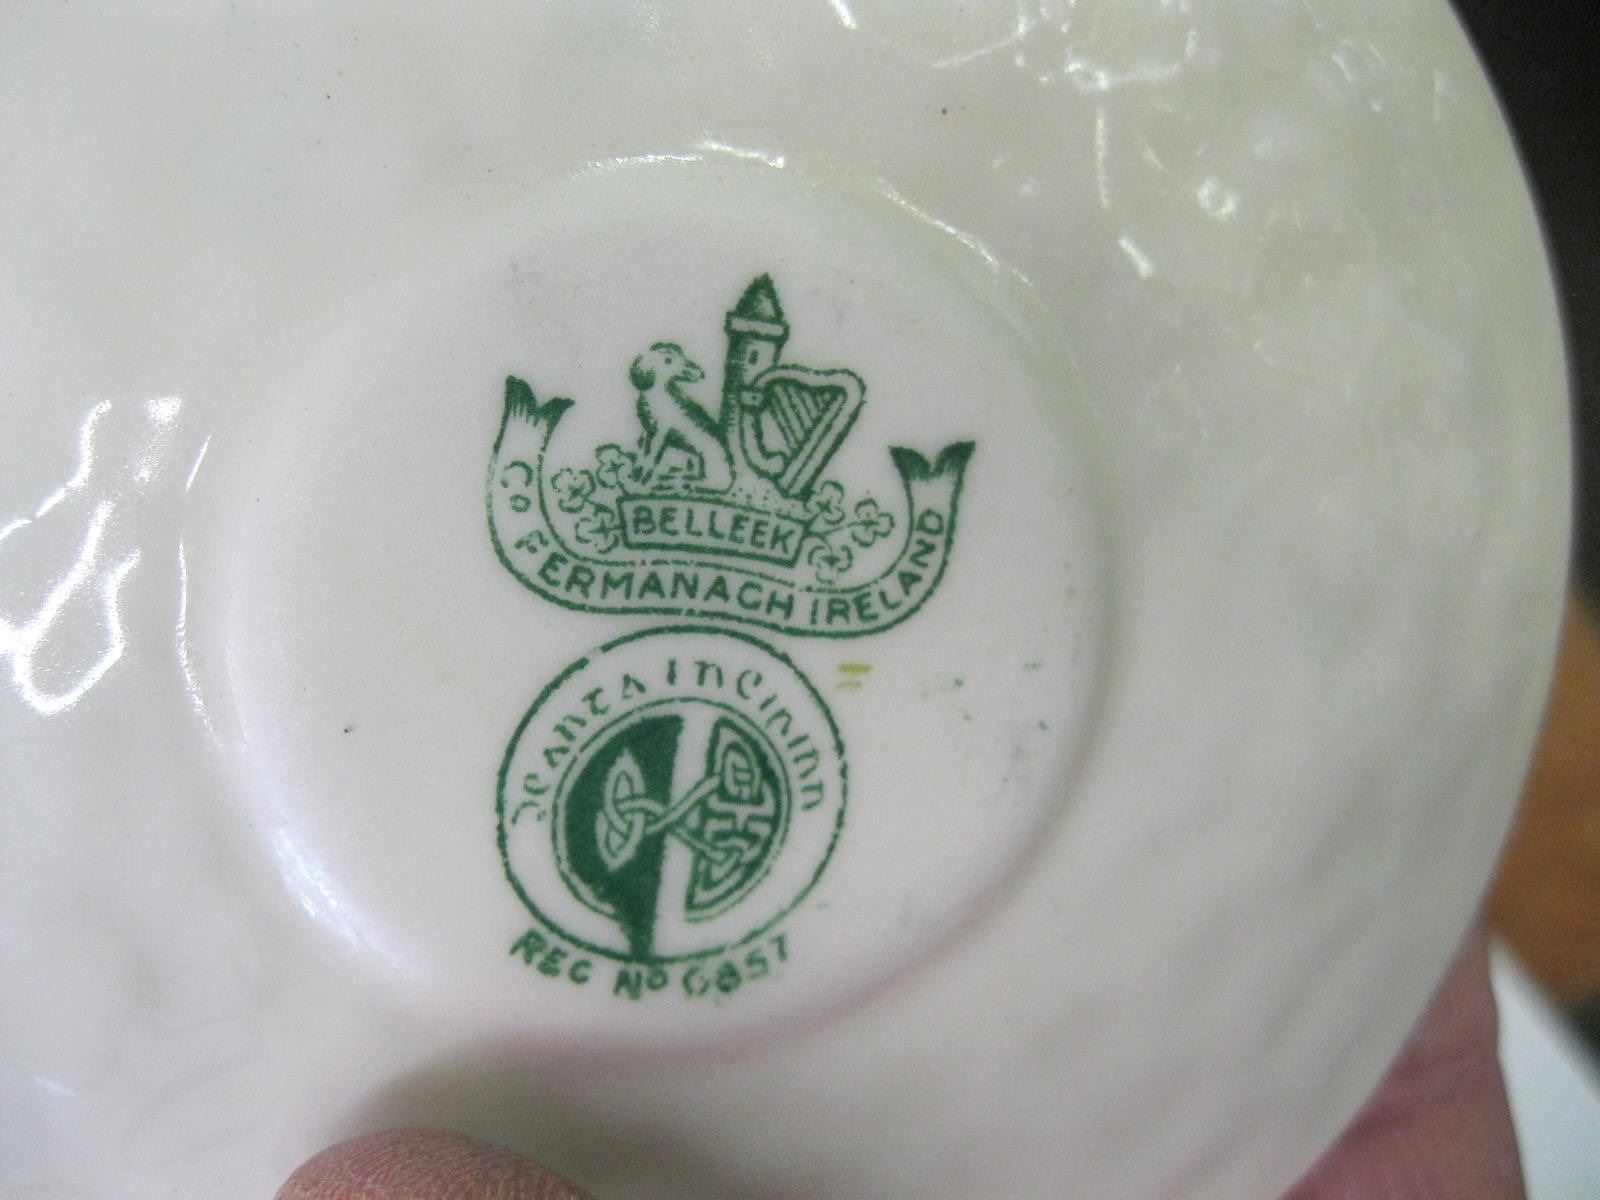 BELLEEK
Co FERMANAGH IRELAND
Déanta in Éirinn
REG No 0857